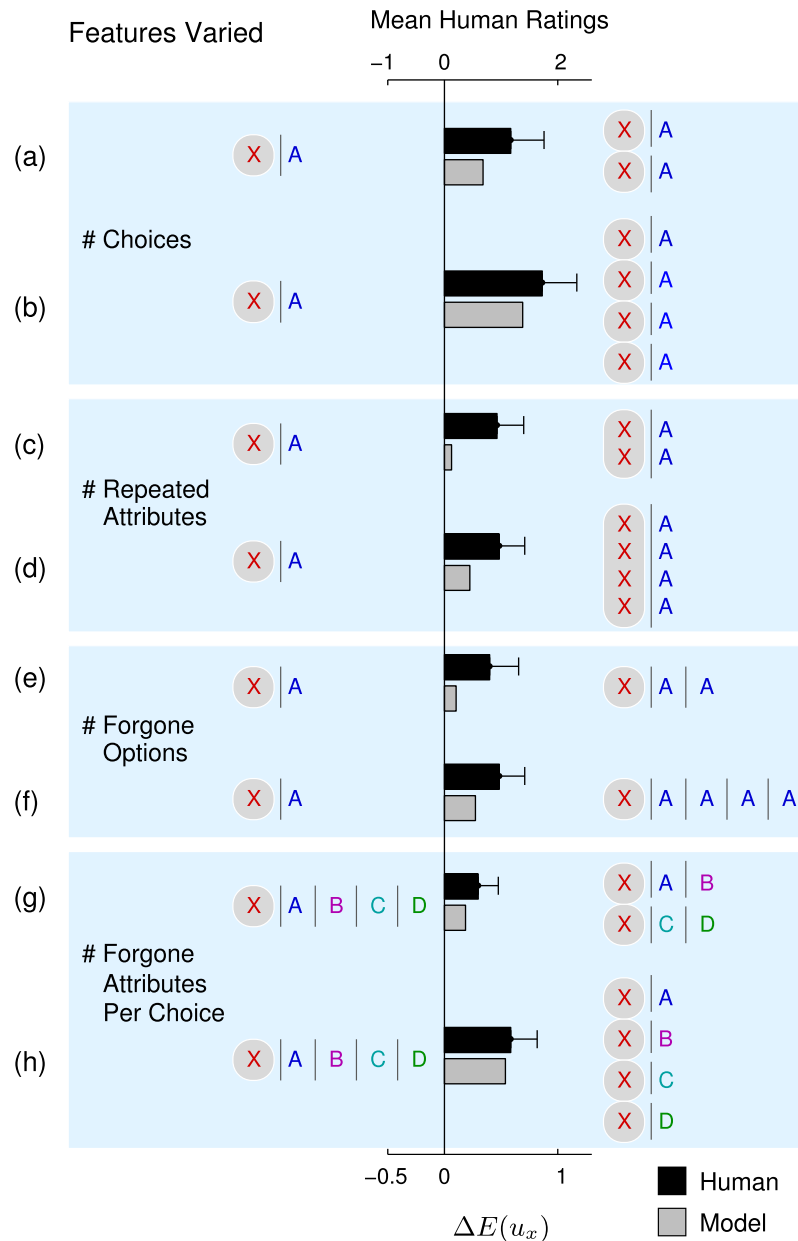 Features Varied
Mean Human Ratings
−1 0 2
(a)
X A
X A
X A
# Choices
(b)
X A
X A
X A
X A
X A
(c)
X A
X A
X A
# Repeated
Attributes
(d)
X A
X A
X A
X A
X A
(e)
X A
X A A
# Forgone
Options
(f)
X A
X A A A A
(g)
X A B C D
X A B
X C D
# Forgone
Attributes
Per Choice
(h)
X A B C D
X A
X B
X C
X D
−0.5 0 1
ΔE(uₓ)
Human
Model